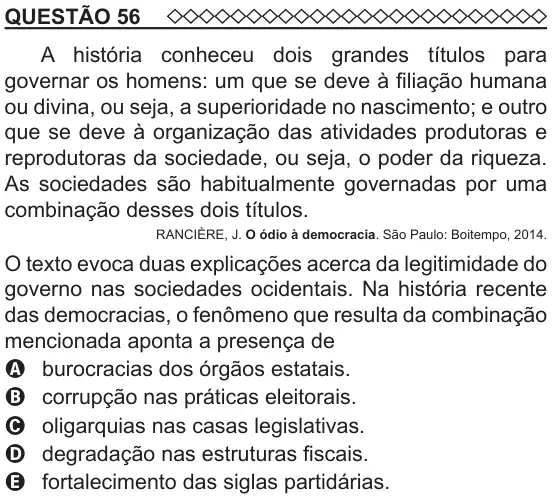 QUESTÃO 56
A história conheceu dois grandes títulos para
governar os homens: um que se deve à filiação humana
ou divina, ou seja, a superioridade no nascimento; e outro
que se deve à organização das atividades produtoras e
reprodutoras da sociedade, ou seja, o poder da riqueza.
As sociedades são habitualmente governadas por uma
combinação desses dois títulos.
RANCIÈRE, J. O ódio à democracia. São Paulo: Boitempo, 2014.
O texto evoca duas explicações acerca da legitimidade do
governo nas sociedades ocidentais. Na história recente
das democracias, o fenômeno que resulta da combinação
mencionada aponta a presença de
A burocracias dos órgãos estatais.
B corrupção nas práticas eleitorais.
C oligarquias nas casas legislativas.
D degradação nas estruturas fiscais.
E fortalecimento das siglas partidárias.